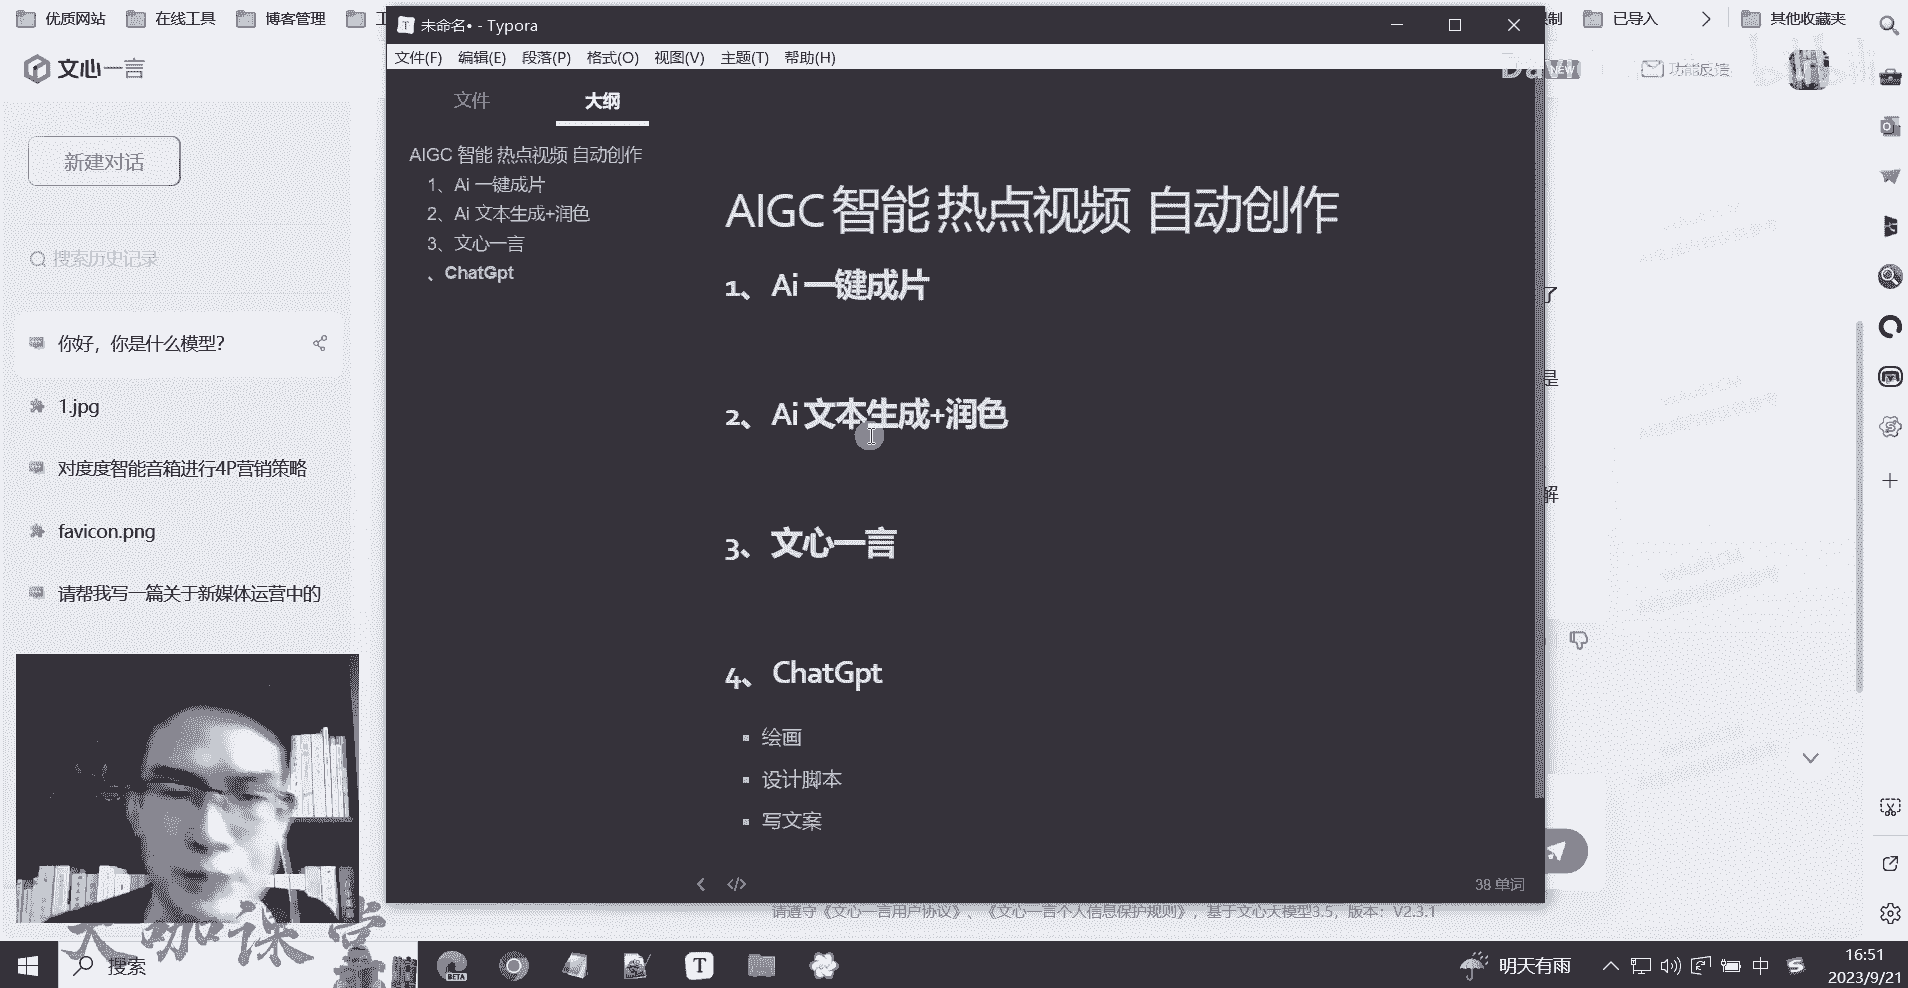 优质网站
在线工具
博客管理
工
未命名• - Typora
制
已导入
其他收藏夹
文件(F) 编辑(E) 段落(P) 格式(O) 视图(V) 主题(T) 帮助(H)
文心一言
NEW
功能反馈
bilibili
文件
大纲
新建对话
AIGC 智能 热点视频 自动创作
1、Ai 一键成片
2、Ai 文本生成+润色
3、文心一言
、ChatGpt
AIGC 智能 热点视频 自动创作
1、 Ai 一键成片
2、 Ai 文本生成+润色
3、 文心一言
4、 ChatGpt
绘画
设计脚本
写文案
搜索历史记录
你好，你是什么模型?
1.jpg
对度度智能音箱进行4P营销策略
favicon.png
请帮我写一篇关于新媒体运营中的
了
是
解
38 单词
请遵守《文心一言用户协议》、《文心一言个人信息保护规则》，基于文心大模型3.5，版本：V2.3.1
大咖课堂
搜索
BETA
T
明天有雨
中
16:51
2023/9/21